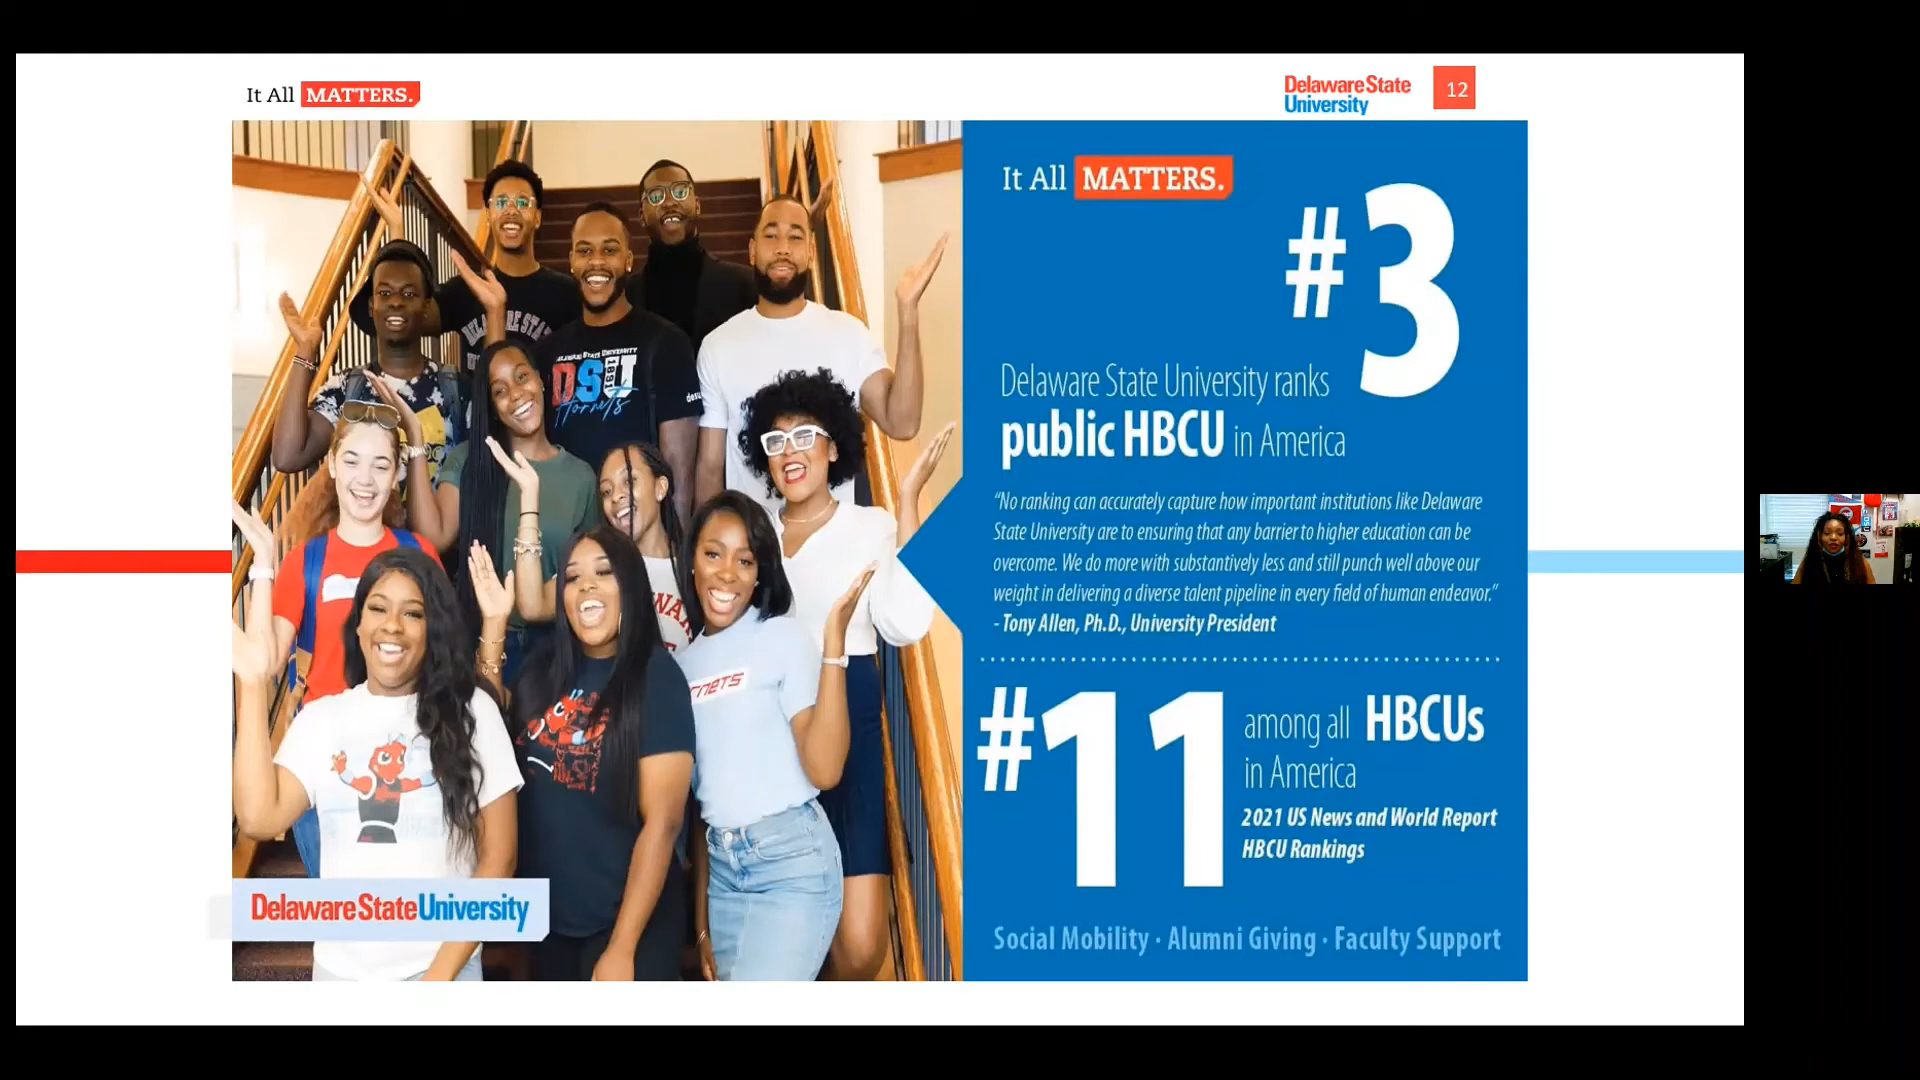 It All MATTERS.
Delaware State
University
12
It All MATTERS.
#3
Delaware State University ranks
public HBCU in America
“No ranking can accurately capture how important institutions like Delaware
State University are to ensuring that any barrier to higher education can be
overcome. We do more with substantively less and still punch well above our
weight in delivering a diverse talent pipeline in every field of human endeavor.”
- Tony Allen, Ph.D., University President
#11
among all HBCUs
in America
2021 US News and World Report
HBCU Rankings
Social Mobility · Alumni Giving · Faculty Support
DELAWARE STATE UNIVERSITY
DSU
1891
Hornets
desu
Delaware State University